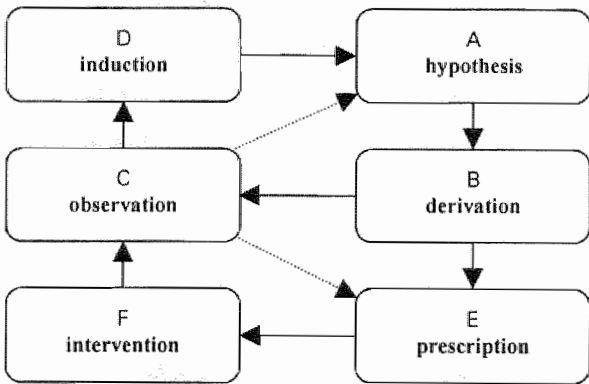 D
induction
A
hypothesis
C
observation
B
derivation
F
intervention
E
prescription